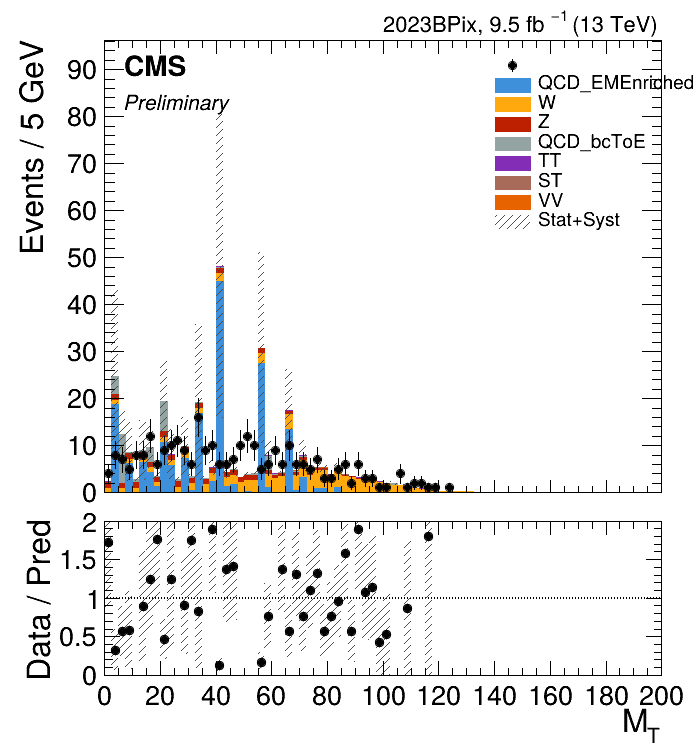 2023BPix, 9.5 fb⁻¹ (13 TeV)
CMS
Preliminary
Events / 5 GeV
90
80
70
60
50
40
30
20
10
0
QCD_EMEnriched
W
Z
QCD_bcToE
TT
ST
VV
Stat+Syst
Data / Pred
2
1.5
1
0.5
0
0 20 40 60 80 100 120 140 160 180 200
M_T